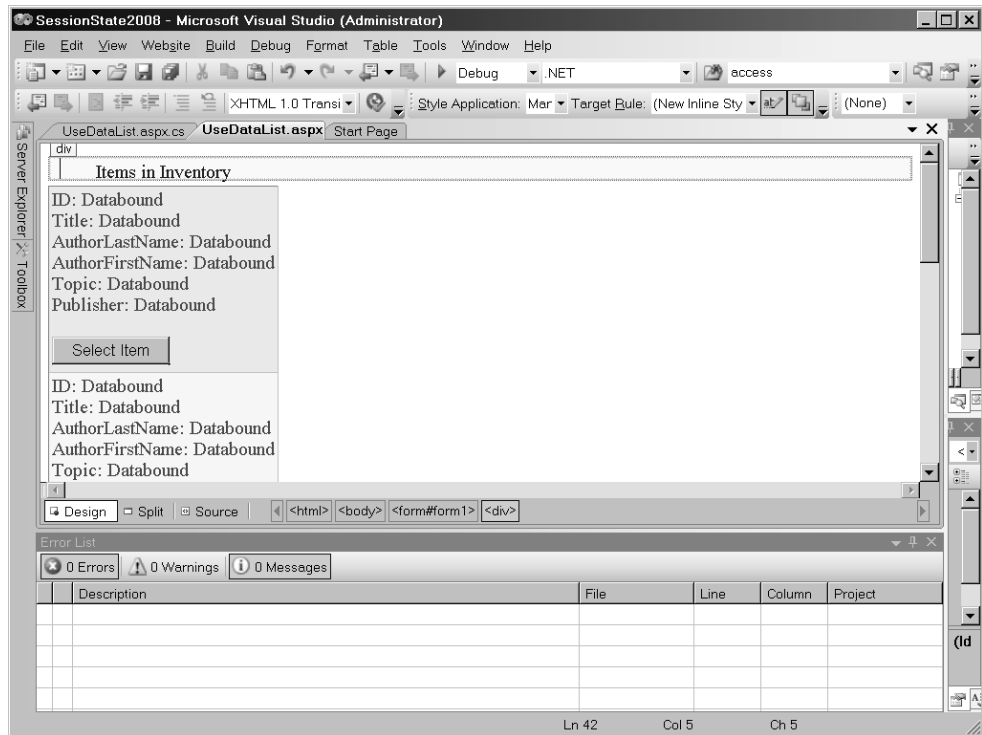 SessionState2008 - Microsoft Visual Studio (Administrator)
File Edit View Website Build Debug Format Table Tools Window Help
Debug .NET access
XHTML 1.0 Transi Style Application: Mar Target Rule: (New Inline Sty (None)
UseDataList.aspx.cs UseDataList.aspx Start Page
Server Explorer
Toolbox
div
Items in Inventory
ID: Databound
Title: Databound
AuthorLastName: Databound
AuthorFirstName: Databound
Topic: Databound
Publisher: Databound
Select Item
ID: Databound
Title: Databound
AuthorLastName: Databound
AuthorFirstName: Databound
Topic: Databound
Design Split Source <html> <body> <form#form1> <div>
Error List
0 Errors 0 Warnings 0 Messages
Description File Line Column Project
(Id
Ln 42 Col 5 Ch 5